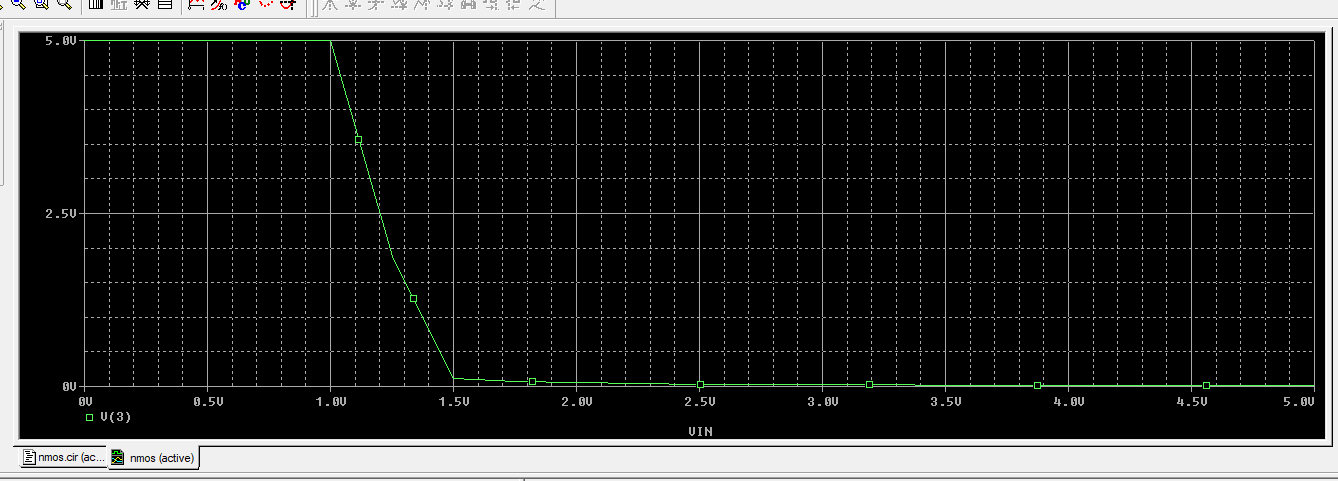 5.0V
2.5V
0V
0V 0.5V 1.0V 1.5V 2.0V 2.5V 3.0V 3.5V 4.0V 4.5V 5.0V
V(3)
VIN
nmos.cir (ac... nmos (active)